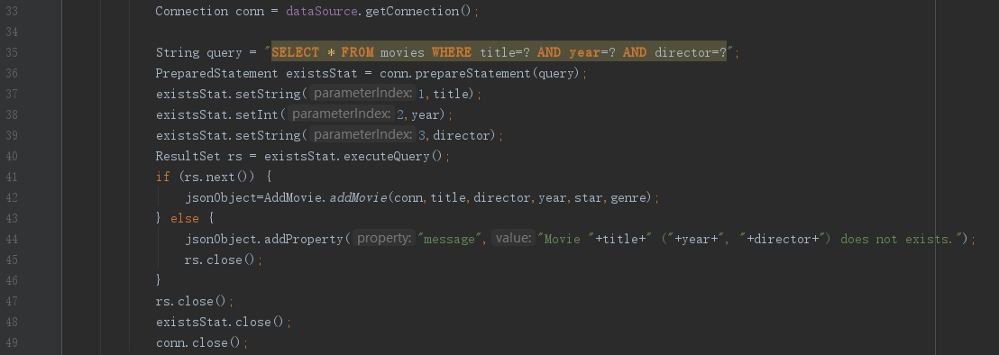 33 Connection conn = dataSource.getConnection();
34
35 String query = "SELECT * FROM movies WHERE title=? AND year=? AND director=?";
36 PreparedStatement existsStat = conn.prepareStatement(query);
37 existsStat.setString( parameterIndex: 1,title);
38 existsStat.setInt( parameterIndex: 2,year);
39 existsStat.setString( parameterIndex: 3,director);
40 ResultSet rs = existsStat.executeQuery();
41 if (rs.next()) {
42 jsonObject=AddMovie.addMovie(conn,title,director,year,star,genre);
43 } else {
44 jsonObject.addProperty( property: "message", value: "Movie "+title+" ("+year+", "+director+") does not exists.");
45 rs.close();
46 }
47 rs.close();
48 existsStat.close();
49 conn.close();